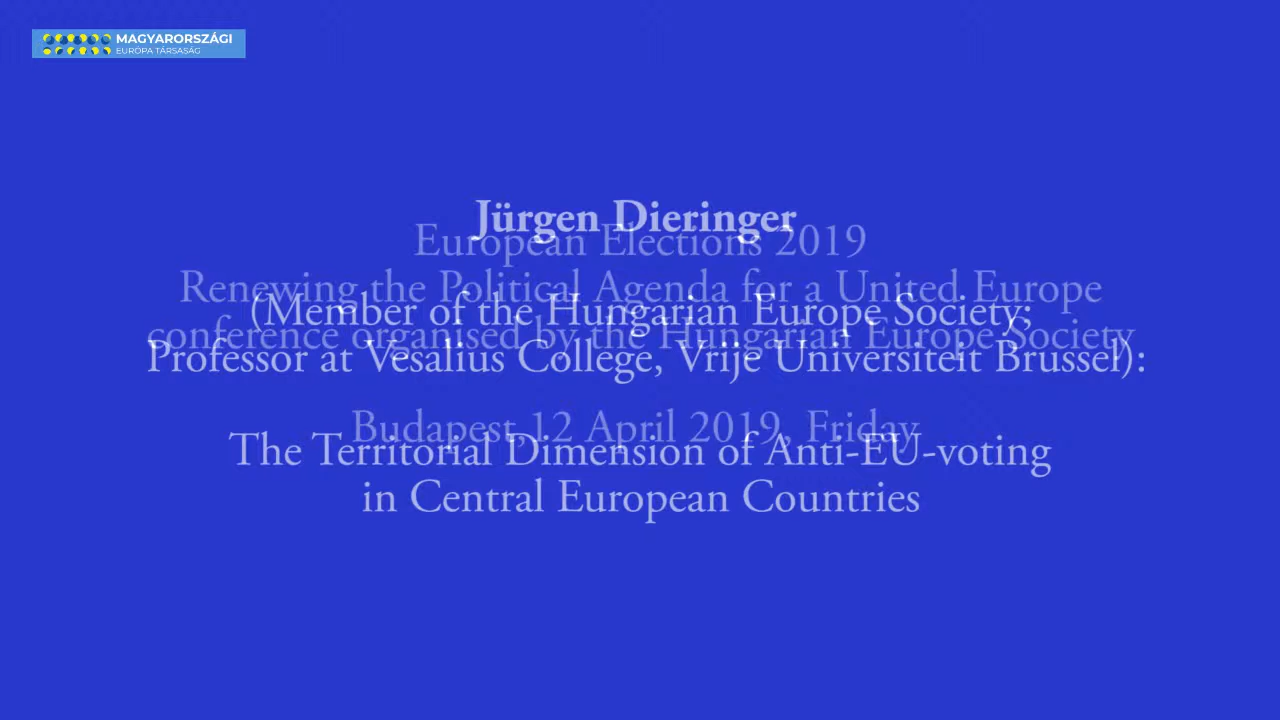 MAGYARORSZÁGI
EURÓPA TÁRSASÁG
Jürgen Dieringer
European Elections 2019
Renewing the Political Agenda for a United Europe
(Member of the Hungarian Europe Society;
conference organised by the Hungarian Europe Society
Professor at Vesalius College, Vrije Universiteit Brussel):
Budapest, 12 April 2019, Friday
The Territorial Dimension of Anti-EU-voting
in Central European Countries